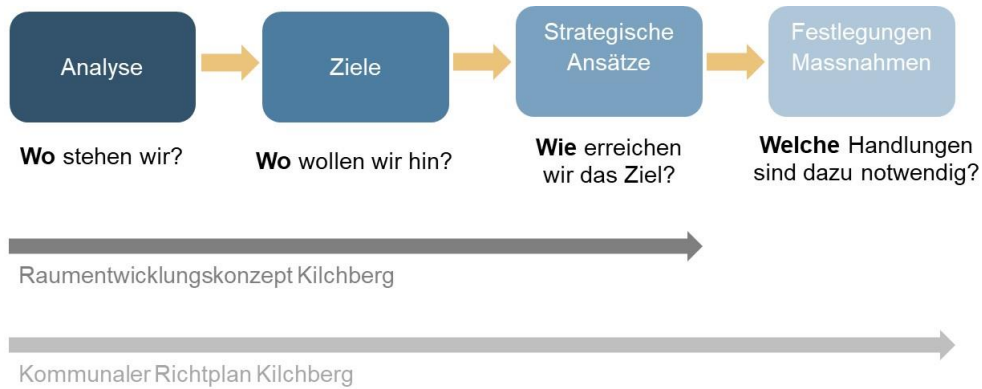 Analyse
Ziele
Strategische
Ansätze
Festlegungen
Massnahmen
Wo stehen wir?
Wo wollen wir hin?
Wie erreichen
wir das Ziel?
Welche Handlungen
sind dazu notwendig?
Raumentwicklungskonzept Kilchberg
Kommunaler Richtplan Kilchberg